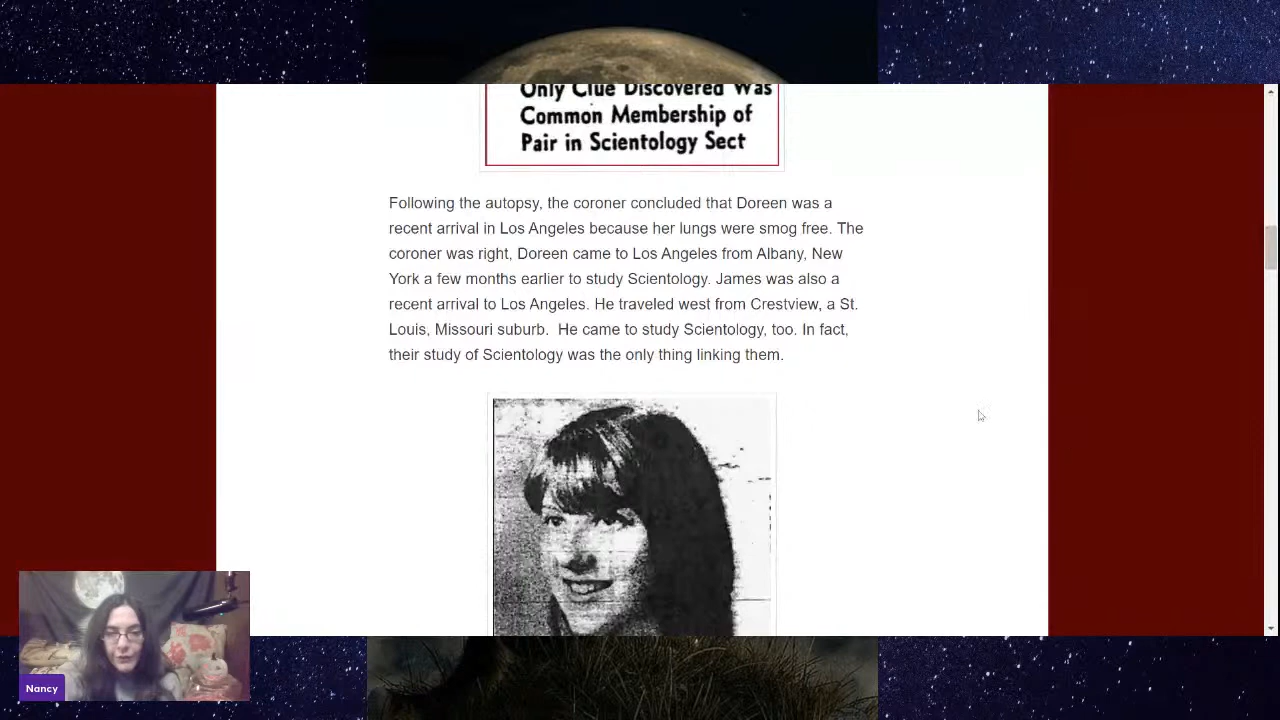 Only Clue Discovered Was
Common Membership of
Pair in Scientology Sect
Following the autopsy, the coroner concluded that Doreen was a
recent arrival in Los Angeles because her lungs were smog free. The
coroner was right, Doreen came to Los Angeles from Albany, New
York a few months earlier to study Scientology. James was also a
recent arrival to Los Angeles. He traveled west from Crestview, a St.
Louis, Missouri suburb.  He came to study Scientology, too. In fact,
their study of Scientology was the only thing linking them.
Nancy